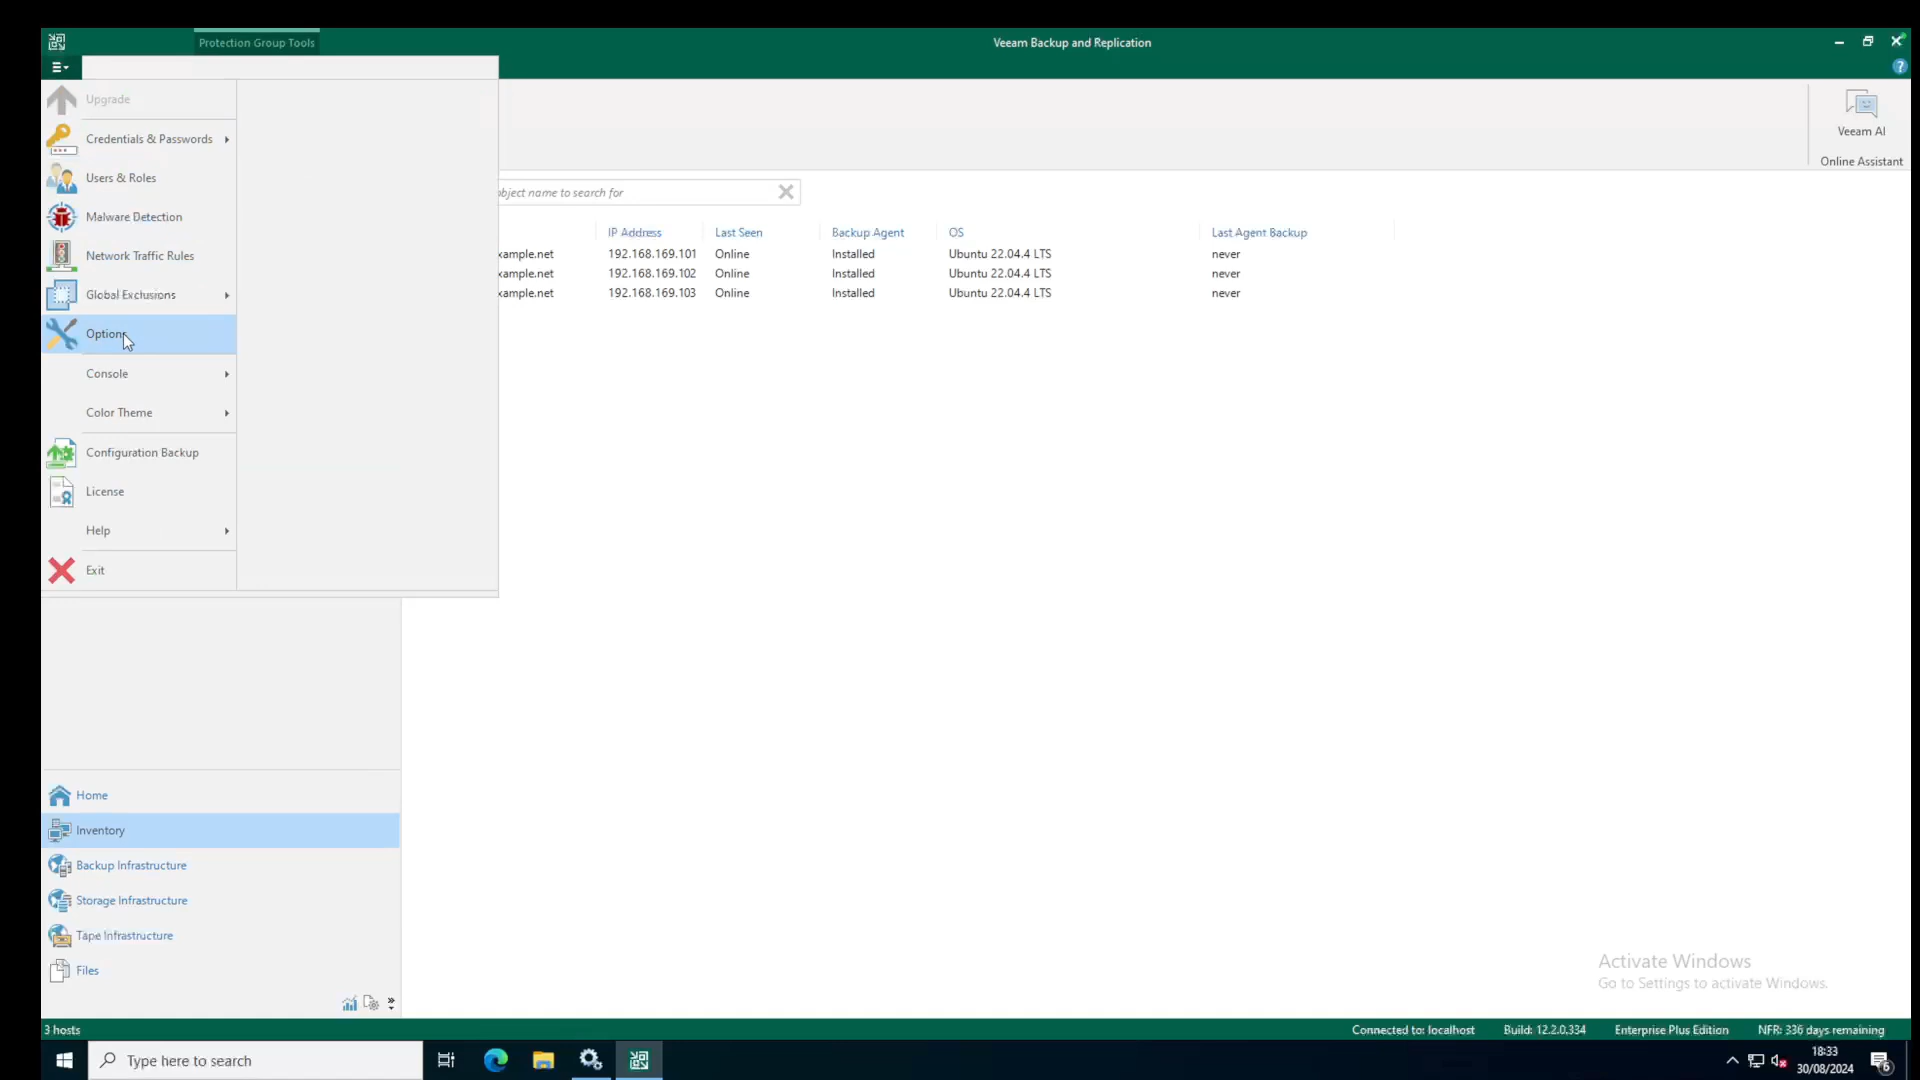 Protection Group Tools
Veeam Backup and Replication
Upgrade
Credentials & Passwords
Users & Roles
Malware Detection
Network Traffic Rules
Global Exclusions
Options
Console
Color Theme
Configuration Backup
License
Help
Exit
Veeam AI
Online Assistant
object name to search for
IP Address Last Seen Backup Agent OS Last Agent Backup
xample.net 192.168.169.101 Online Installed Ubuntu 22.04.4 LTS never
xample.net 192.168.169.102 Online Installed Ubuntu 22.04.4 LTS never
xample.net 192.168.169.103 Online Installed Ubuntu 22.04.4 LTS never
Home
Inventory
Backup Infrastructure
Storage Infrastructure
Tape Infrastructure
Files
Activate Windows
Go to Settings to activate Windows.
3 hosts
Connected to: localhost Build: 12.2.0.334 Enterprise Plus Edition NFR: 336 days remaining
Type here to search
18:33
30/08/2024
6